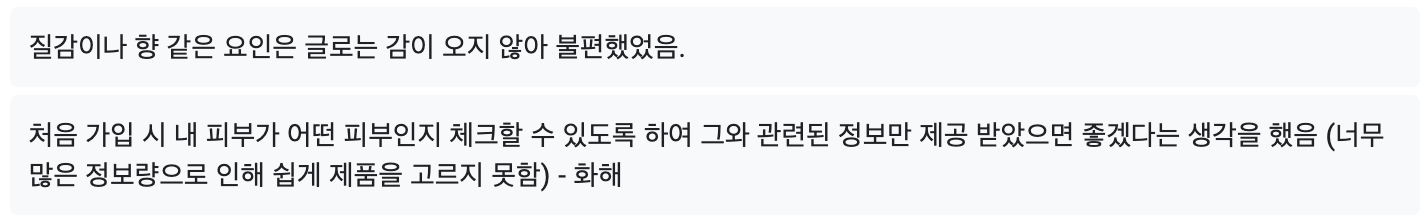 질감이나 향 같은 요인은 글로는 감이 오지 않아 불편했었음.
처음 가입 시 내 피부가 어떤 피부인지 체크할 수 있도록 하여 그와 관련된 정보만 제공 받았으면 좋겠다는 생각을 했음 (너무
많은 정보량으로 인해 쉽게 제품을 고르지 못함) - 화해